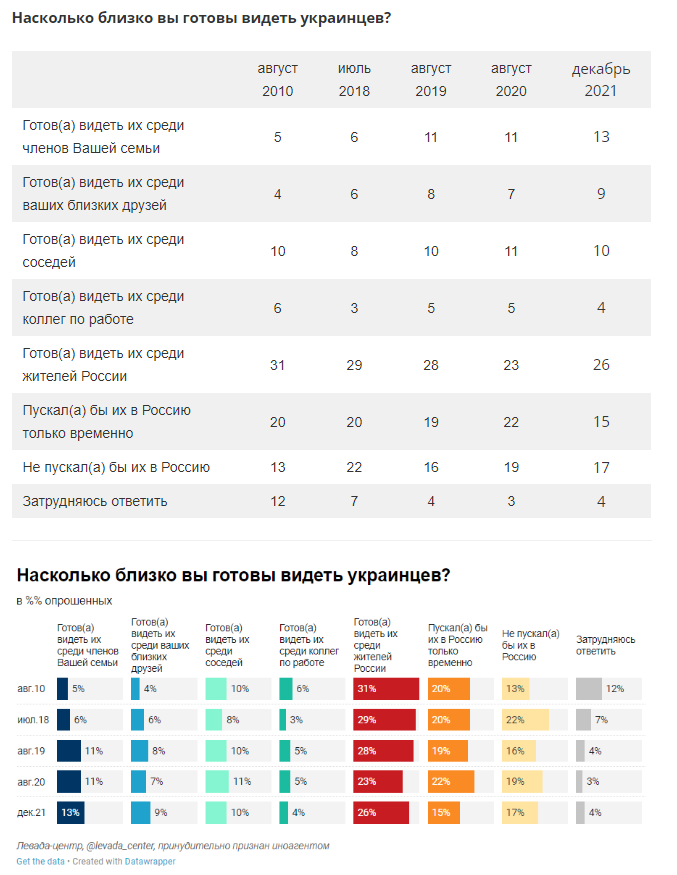 Насколько близко вы готовы видеть украинцев?
август июль август август декабрь
2010 2018 2019 2020 2021
Готов(а) видеть их среди
членов Вашей семьи 5 6 11 11 13
Готов(а) видеть их среди
ваших близких друзей 4 6 8 7 9
Готов(а) видеть их среди
соседей 10 8 10 11 10
Готов(а) видеть их среди
коллег по работе 6 3 5 5 4
Готов(а) видеть их среди
жителей России 31 29 28 23 26
Пускал(а) бы их в Россию
только временно 20 20 19 22 15
Не пускал(а) бы их в Россию 13 22 16 19 17
Затрудняюсь ответить 12 7 4 3 4
Насколько близко вы готовы видеть украинцев?
в %% опрошенных
Готов(а)
видеть их
среди членов
Вашей семьи
Готов(а)
видеть их
среди ваших
близких
друзей
Готов(а)
видеть их
среди
соседей
Готов(а)
видеть их
среди коллег
по работе
Готов(а)
видеть их
среди
жителей
России
Пускал(а) бы
их в Россию
только
временно
Не пускал(а)
бы их в
Россию
Затрудняюсь
ответить
авг.10 5% 4% 10% 6% 31% 20% 13% 12%
июл.18 6% 6% 8% 3% 29% 20% 22% 7%
авг.19 11% 8% 10% 5% 28% 19% 16% 4%
авг.20 11% 7% 11% 5% 23% 22% 19% 3%
дек.21 13% 9% 10% 4% 26% 15% 17% 4%
Левада-центр, @levada_center, принудительно признан иноагентом
Get the data • Created with Datawrapper